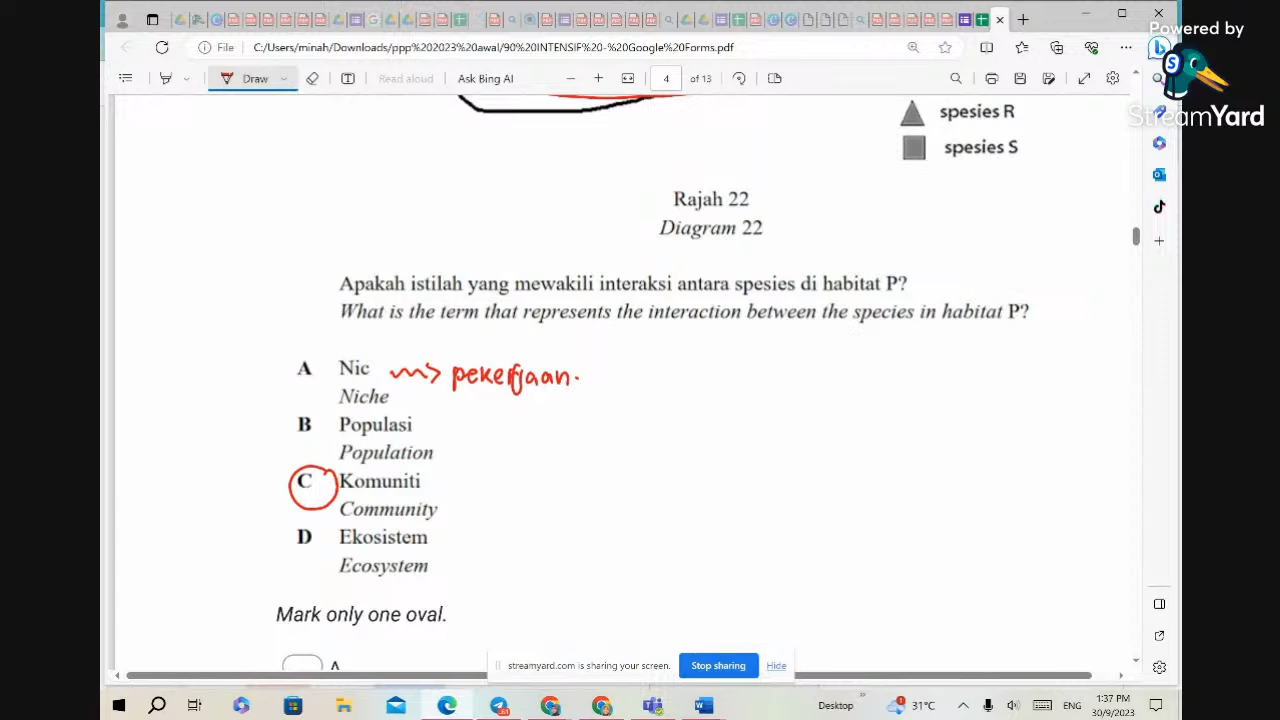 Powered by
StreamYard
File C:/Users/minah/Downloads/ppp%202023%20awal/90%20INTENSIF%20-%20Google%20Forms.pdf
Draw
Read aloud
Ask Bing AI
4 of 13
spesies R
spesies S
Rajah 22
Diagram 22
Apakah istilah yang mewakili interaksi antara spesies di habitat P?
What is the term that represents the interaction between the species in habitat P?
A Nic pekerjaan.
Niche
B Populasi
Population
C Komuniti
Community
D Ekosistem
Ecosystem
Mark only one oval.
A
streamyard.com is sharing your screen. Stop sharing Hide
Desktop
31°C
ENG
1:37 PM
30/9/2023